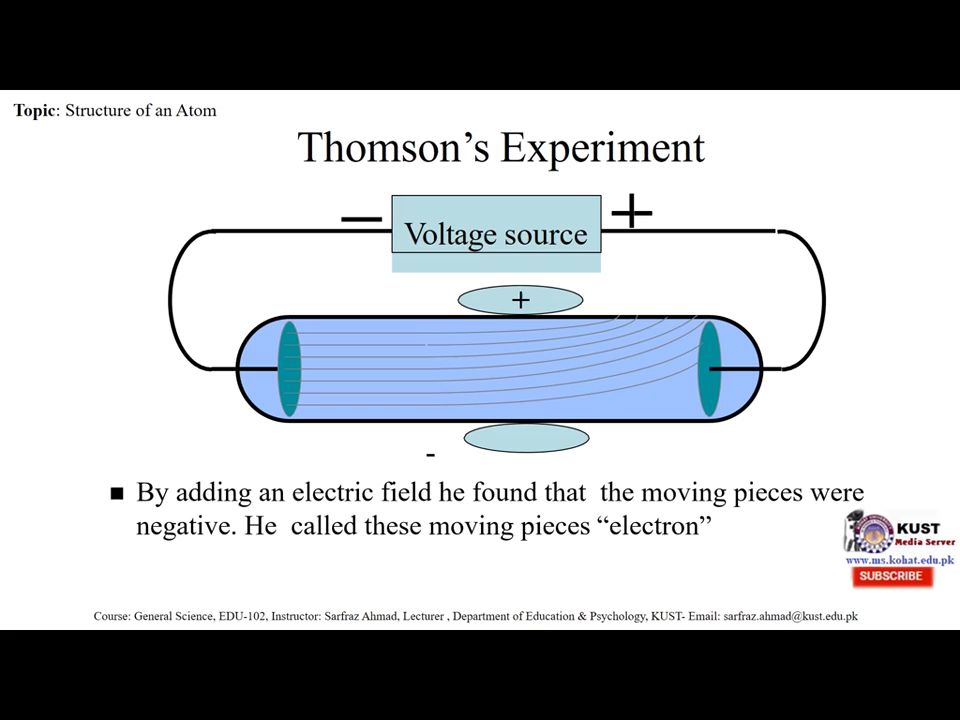 Topic: Structure of an Atom
Thomson’s Experiment
− Voltage source +
+
-
■ By adding an electric field he found that the moving pieces were
negative. He called these moving pieces “electron”
KUST
Media Server
www.ms.kohat.edu.pk
SUBSCRIBE
Course: General Science, EDU-102, Instructor: Sarfraz Ahmad, Lecturer , Department of Education & Psychology, KUST- Email: sarfraz.ahmad@kust.edu.pk